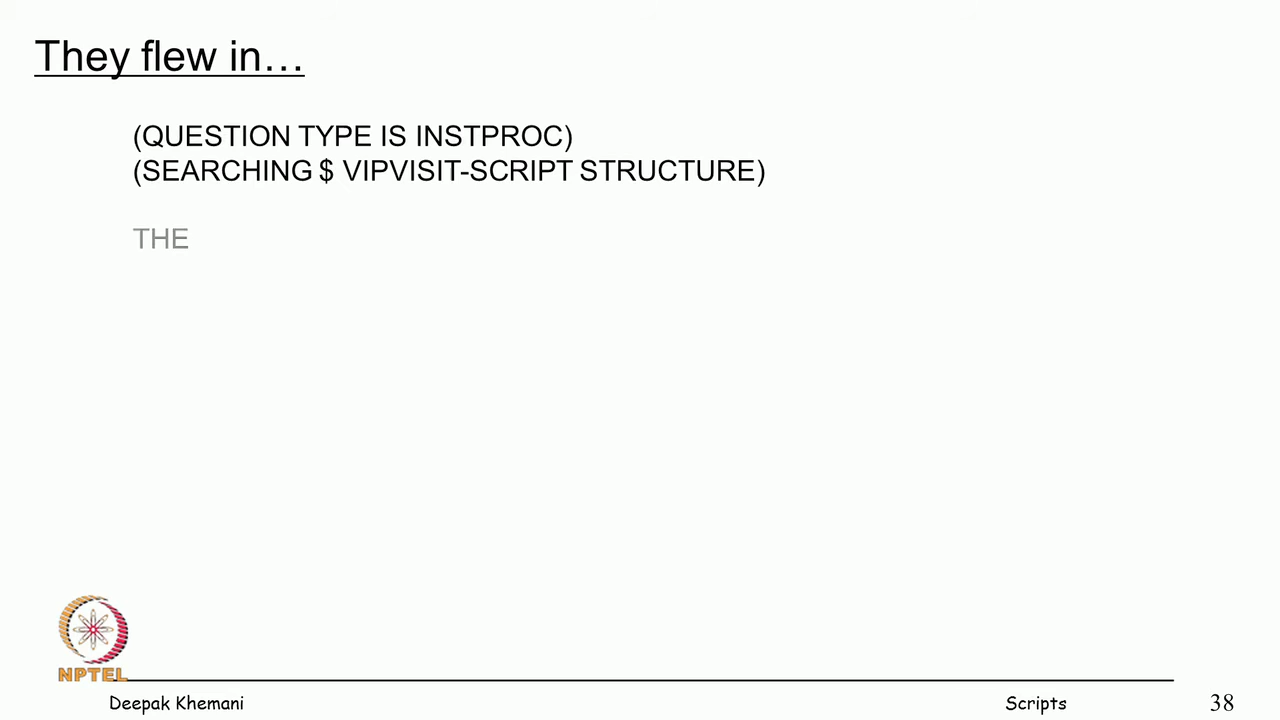 They flew in…
(QUESTION TYPE IS INSTPROC)
(SEARCHING $ VIPVISIT-SCRIPT STRUCTURE)
THE
NPTEL
Deepak Khemani
Scripts
38